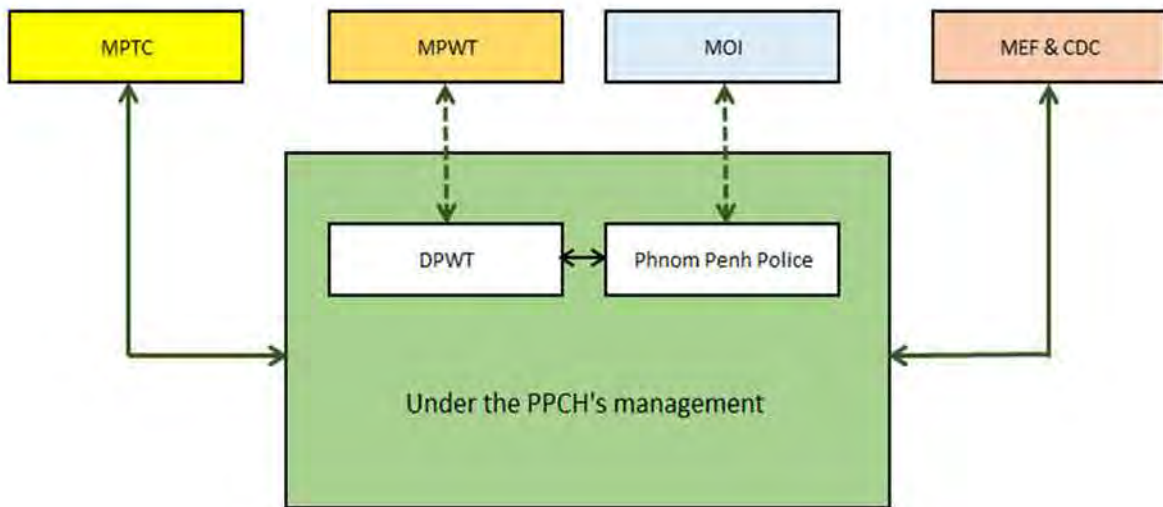 MPTC
MPWT
MOI
MEF & CDC
DPWT
Phnom Penh Police
Under the PPCH's management